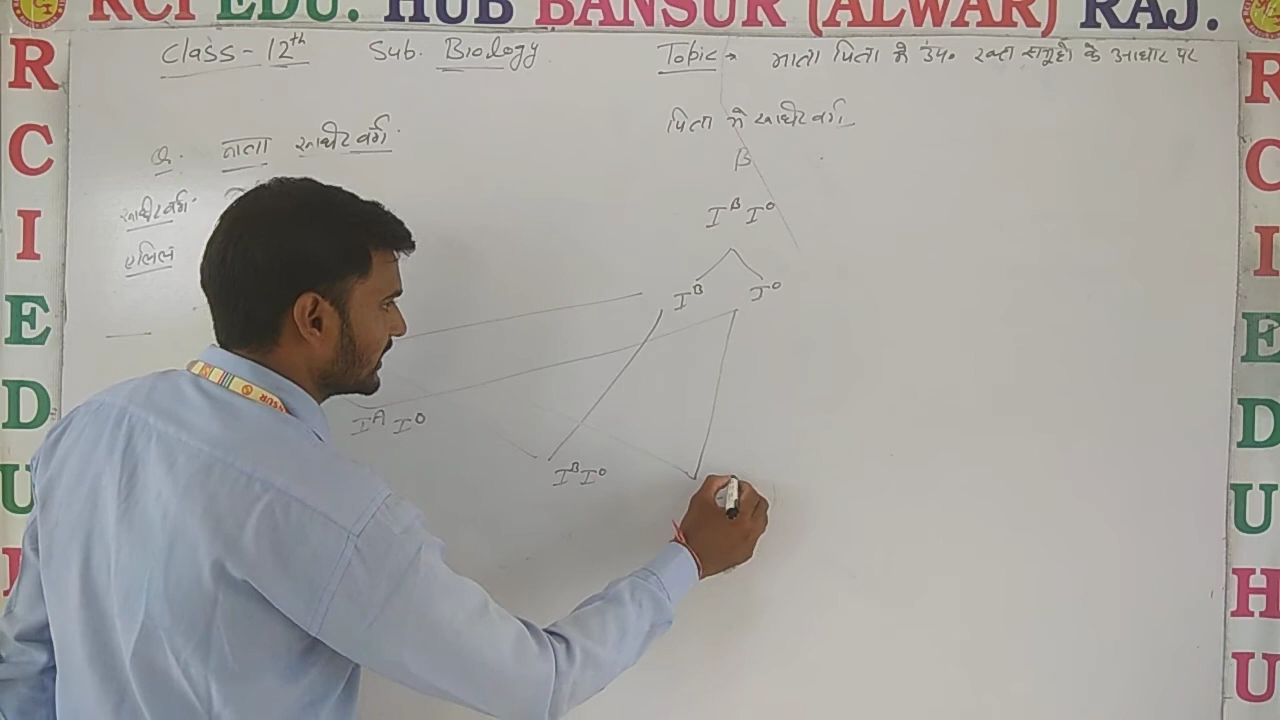 RCI EDU. HUB BANSUR (ALWAR) RAJ.
Class - 12th Sub. Biology Topic → माता पिता मे उप० रक्त समूहो के आधार पर
Q. माता रूधिर वर्ग
पिता मे रूधिर वर्ग
B
रूधिर वर्ग
I^B I^O
एलिल
I^B I^O
I^A I^O
I^B I^O
R
C
I
E
D
U
R
C
I
E
D
U
H
U